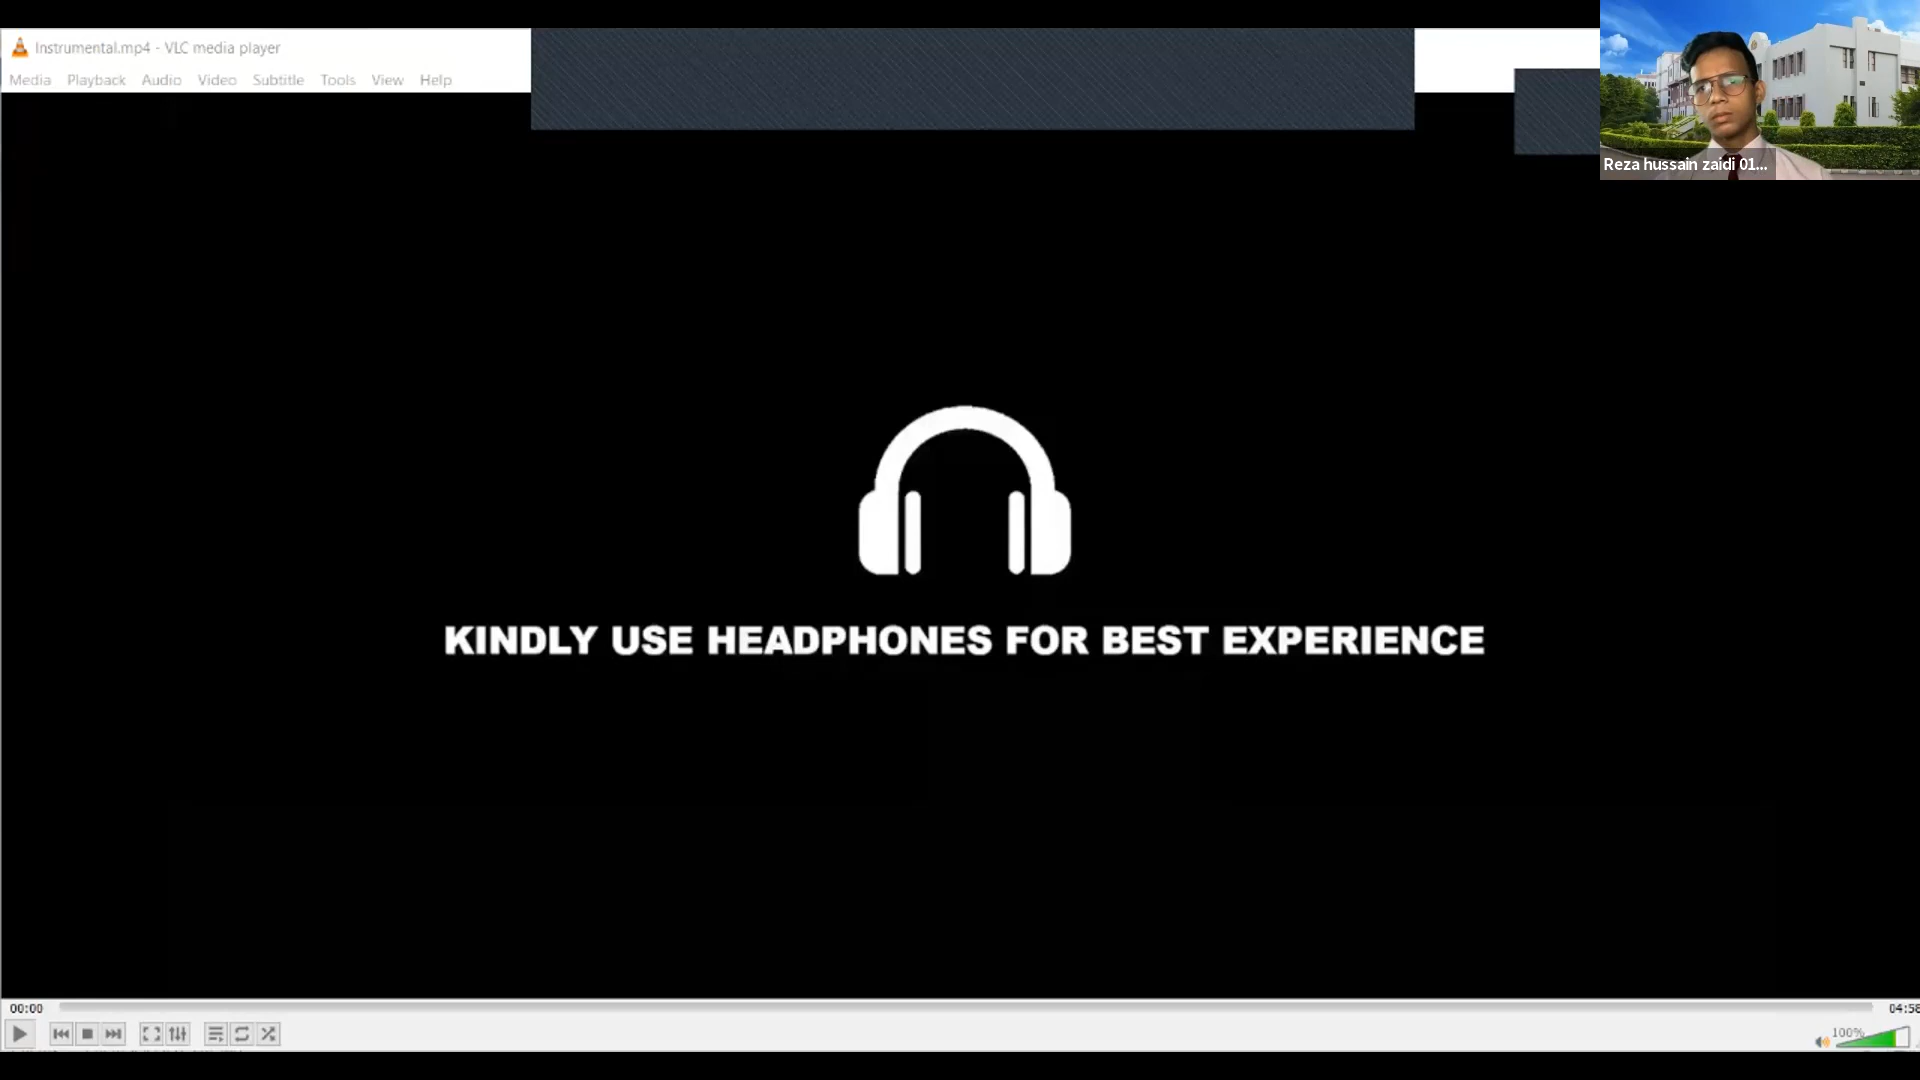 Instrumental.mp4 - VLC media player
Media Playback Audio Video Subtitle Tools View Help
Reza hussain zaidi 01...
KINDLY USE HEADPHONES FOR BEST EXPERIENCE
00:00
04:58
100%